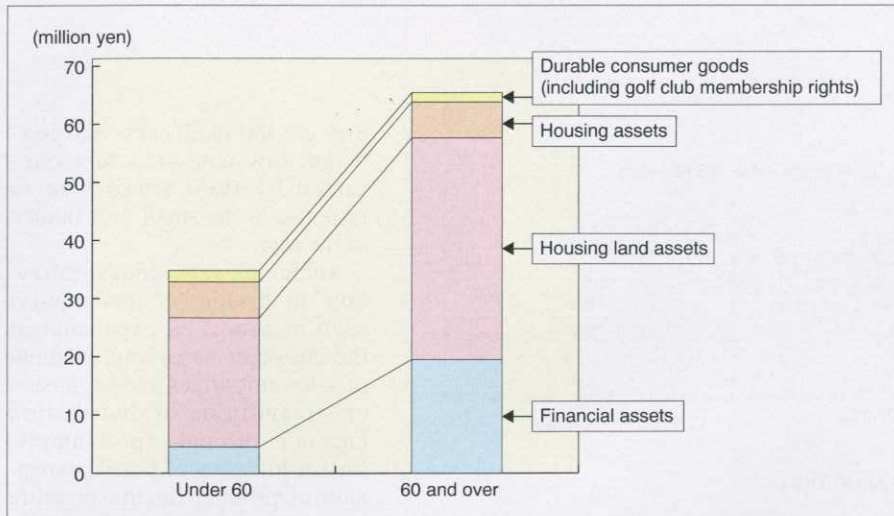 (million yen)
70
60
50
40
30
20
10
0
Under 60
60 and over
Durable consumer goods
(including golf club membership rights)
Housing assets
Housing land assets
Financial assets